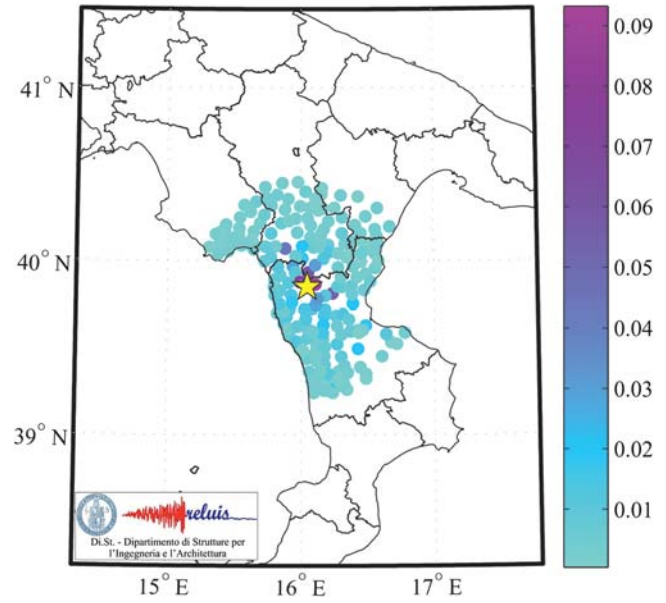 0.09
41° N
0.08
0.07
0.06
40° N
0.05
0.04
0.03
39° N
0.02
0.01
reluis
Di.St. - Dipartimento di Strutture per
l'Ingegneria e l'Architettura
15° E
16° E
17° E